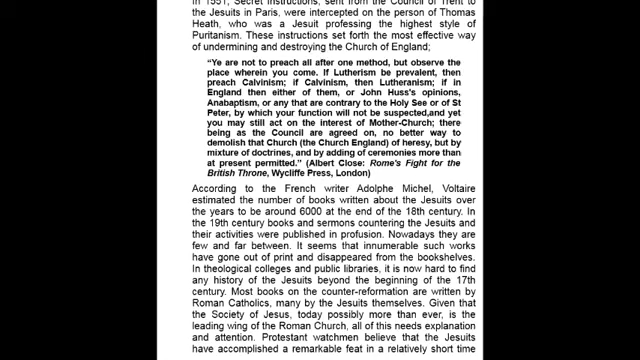 In 1551, Secret Instructions, sent from the Council of Trent to
the Jesuits in Paris, were intercepted on the person of Thomas
Heath, who was a Jesuit professing the highest style of
Puritanism. These instructions set forth the most effective way
of undermining and destroying the Church of England;
“Ye are not to preach all after one method, but observe the
place wherein you come. If Lutherism be prevalent, then
preach Calvinism; if Calvinism, then Lutheranism; if in
England then either of them, or John Huss's opinions,
Anabaptism, or any that are contrary to the Holy See or of St
Peter, by which your function will not be suspected,and yet
you may still act on the interest of Mother-Church; there
being as the Council are agreed on, no better way to
demolish that Church (the Church England) of heresy, but by
mixture of doctrines, and by adding of ceremonies more than
at present permitted.” (Albert Close: Rome's Fight for the
British Throne, Wycliffe Press, London)
According to the French writer Adolphe Michel, Voltaire
estimated the number of books written about the Jesuits over
the years to be around 6000 at the end of the 18th century. In
the 19th century books and sermons countering the Jesuits and
their activities were published in profusion. Nowadays they are
few and far between. It seems that innumerable such works
have gone out of print and disappeared from the bookshelves.
In theological colleges and public libraries, it is now hard to find
any history of the Jesuits beyond the beginning of the 17th
century. Most books on the counter-reformation are written by
Roman Catholics, many by the Jesuits themselves. Given that
the Society of Jesus, today possibly more than ever, is the
leading wing of the Roman Church, all of this needs explanation
and attention. Protestant watchmen believe that the Jesuits
have accomplished a remarkable feat in a relatively short time